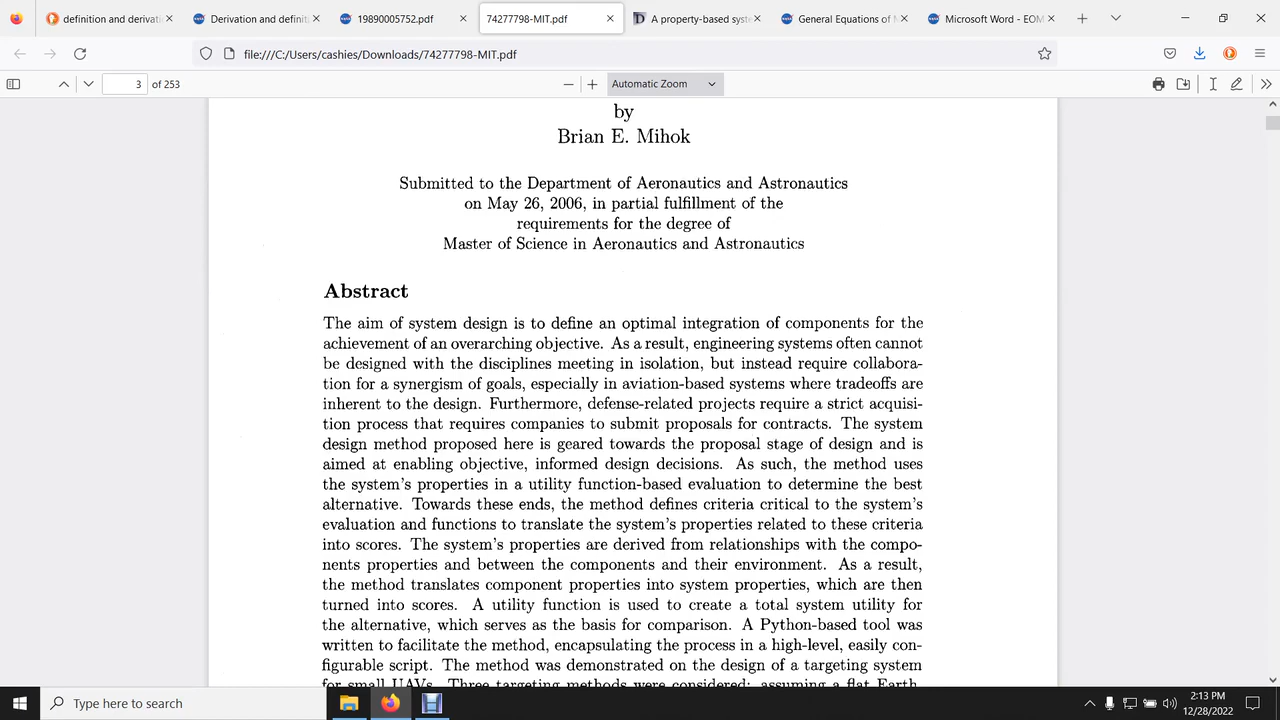 definition and derivati
Derivation and definit
19890005752.pdf
74277798-MIT.pdf
A property-based syst
General Equations of M
Microsoft Word - EOM
file:///C:/Users/cashies/Downloads/74277798-MIT.pdf
3 of 253
Automatic Zoom
by
Brian E. Mihok
Submitted to the Department of Aeronautics and Astronautics
on May 26, 2006, in partial fulfillment of the
requirements for the degree of
Master of Science in Aeronautics and Astronautics
Abstract
The aim of system design is to define an optimal integration of components for the
achievement of an overarching objective. As a result, engineering systems often cannot
be designed with the disciplines meeting in isolation, but instead require collabora-
tion for a synergism of goals, especially in aviation-based systems where tradeoffs are
inherent to the design. Furthermore, defense-related projects require a strict acquisi-
tion process that requires companies to submit proposals for contracts. The system
design method proposed here is geared towards the proposal stage of design and is
aimed at enabling objective, informed design decisions. As such, the method uses
the system's properties in a utility function-based evaluation to determine the best
alternative. Towards these ends, the method defines criteria critical to the system's
evaluation and functions to translate the system's properties related to these criteria
into scores. The system's properties are derived from relationships with the compo-
nents properties and between the components and their environment. As a result,
the method translates component properties into system properties, which are then
turned into scores. A utility function is used to create a total system utility for
the alternative, which serves as the basis for comparison. A Python-based tool was
written to facilitate the method, encapsulating the process in a high-level, easily con-
figurable script. The method was demonstrated on the design of a targeting system
for small UAVs. Three targeting methods were considered: assuming a flat Earth,
Type here to search
2:13 PM
12/28/2022